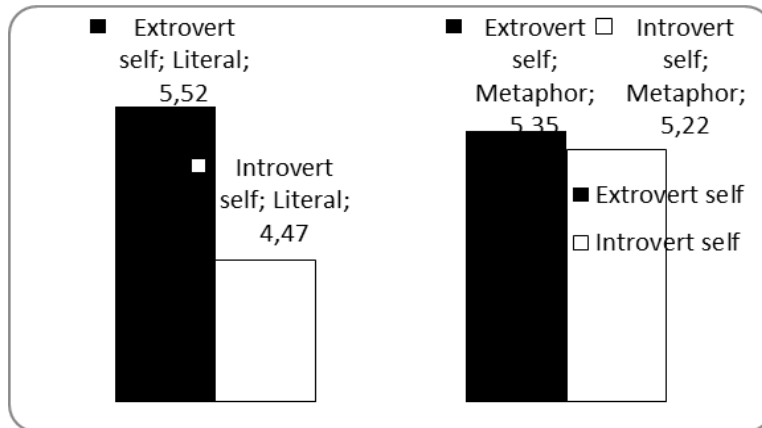 Extrovert
self; Literal;
5,52
Introvert
self; Literal;
4,47
Extrovert
self;
Metaphor;
5,35
Introvert
self;
Metaphor;
5,22
Extrovert self
Introvert self